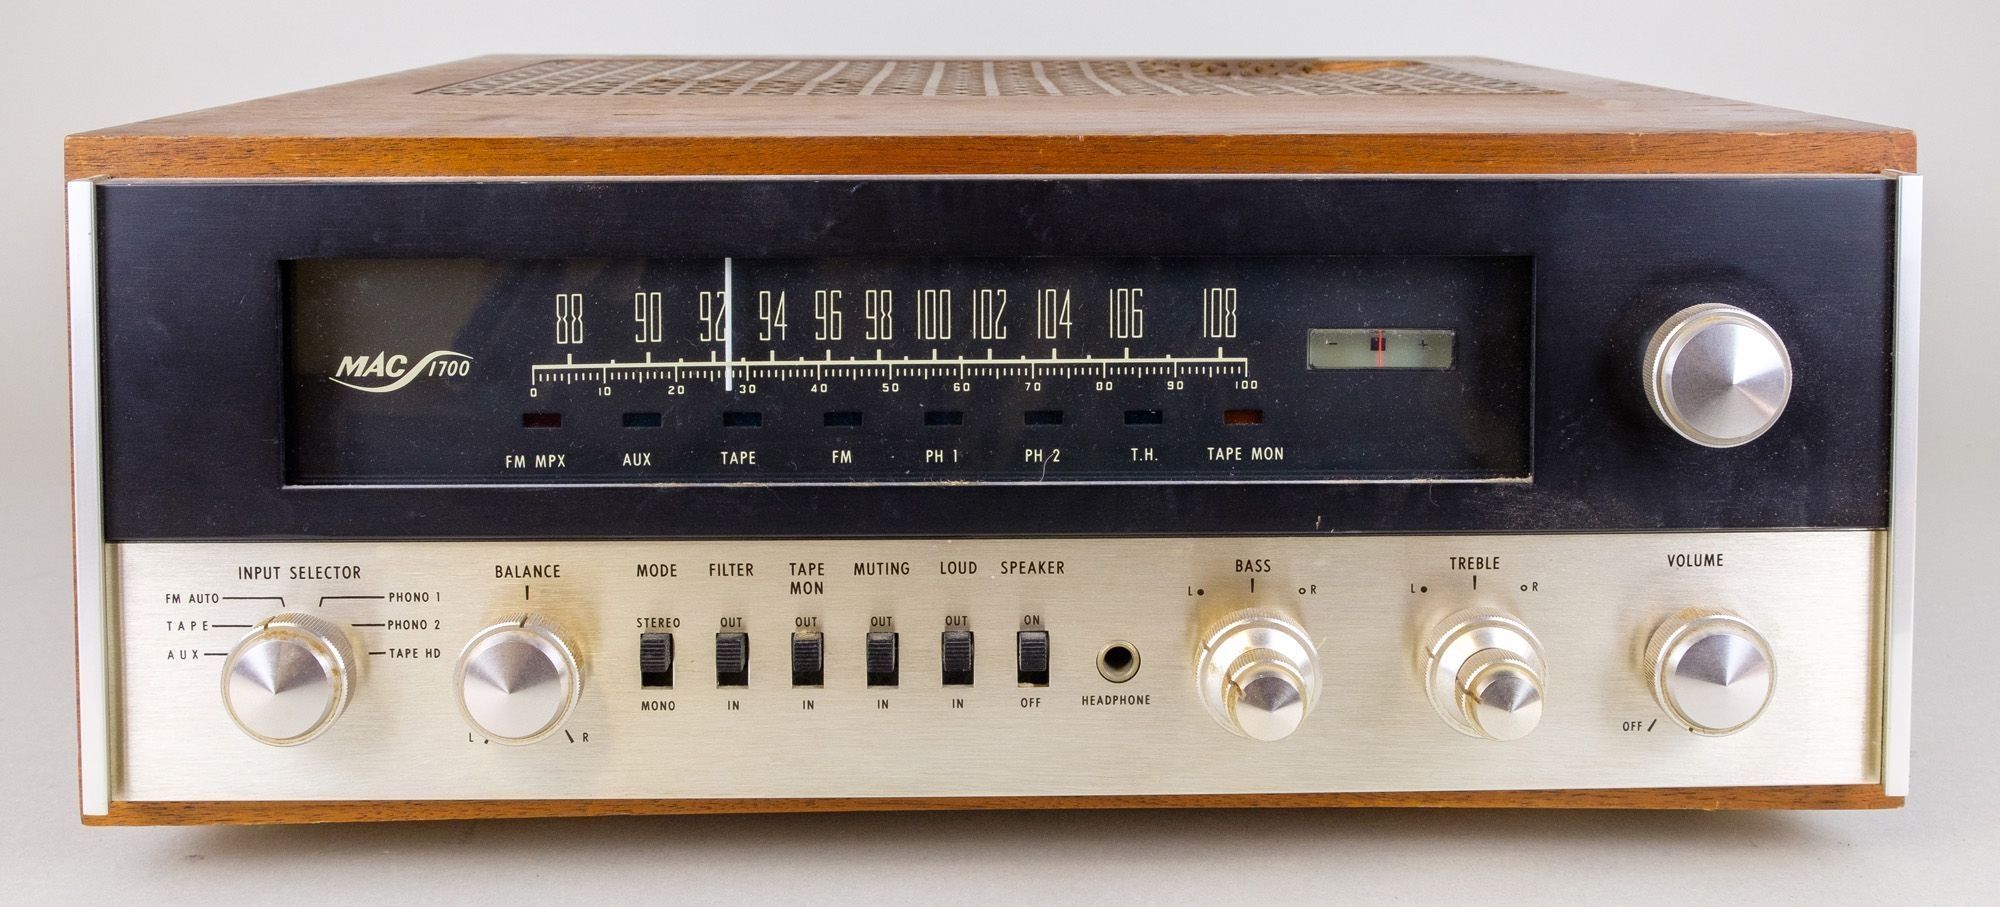 88 90 92 94 96 98 100 102 104 106 108
MAC 1700
0 10 20 30 40 50 60 70 80 90 100
FM MPX AUX TAPE FM PH 1 PH 2 T.H. TAPE MON
- +
INPUT SELECTOR
FM AUTO PHONO 1
TAPE PHONO 2
AUX TAPE HD
BALANCE
L R
MODE
STEREO
MONO
FILTER
OUT
IN
TAPE
MON
OUT
IN
MUTING
OUT
IN
LOUD
OUT
IN
SPEAKER
ON
OFF
HEADPHONE
BASS
L R
TREBLE
L R
VOLUME
OFF